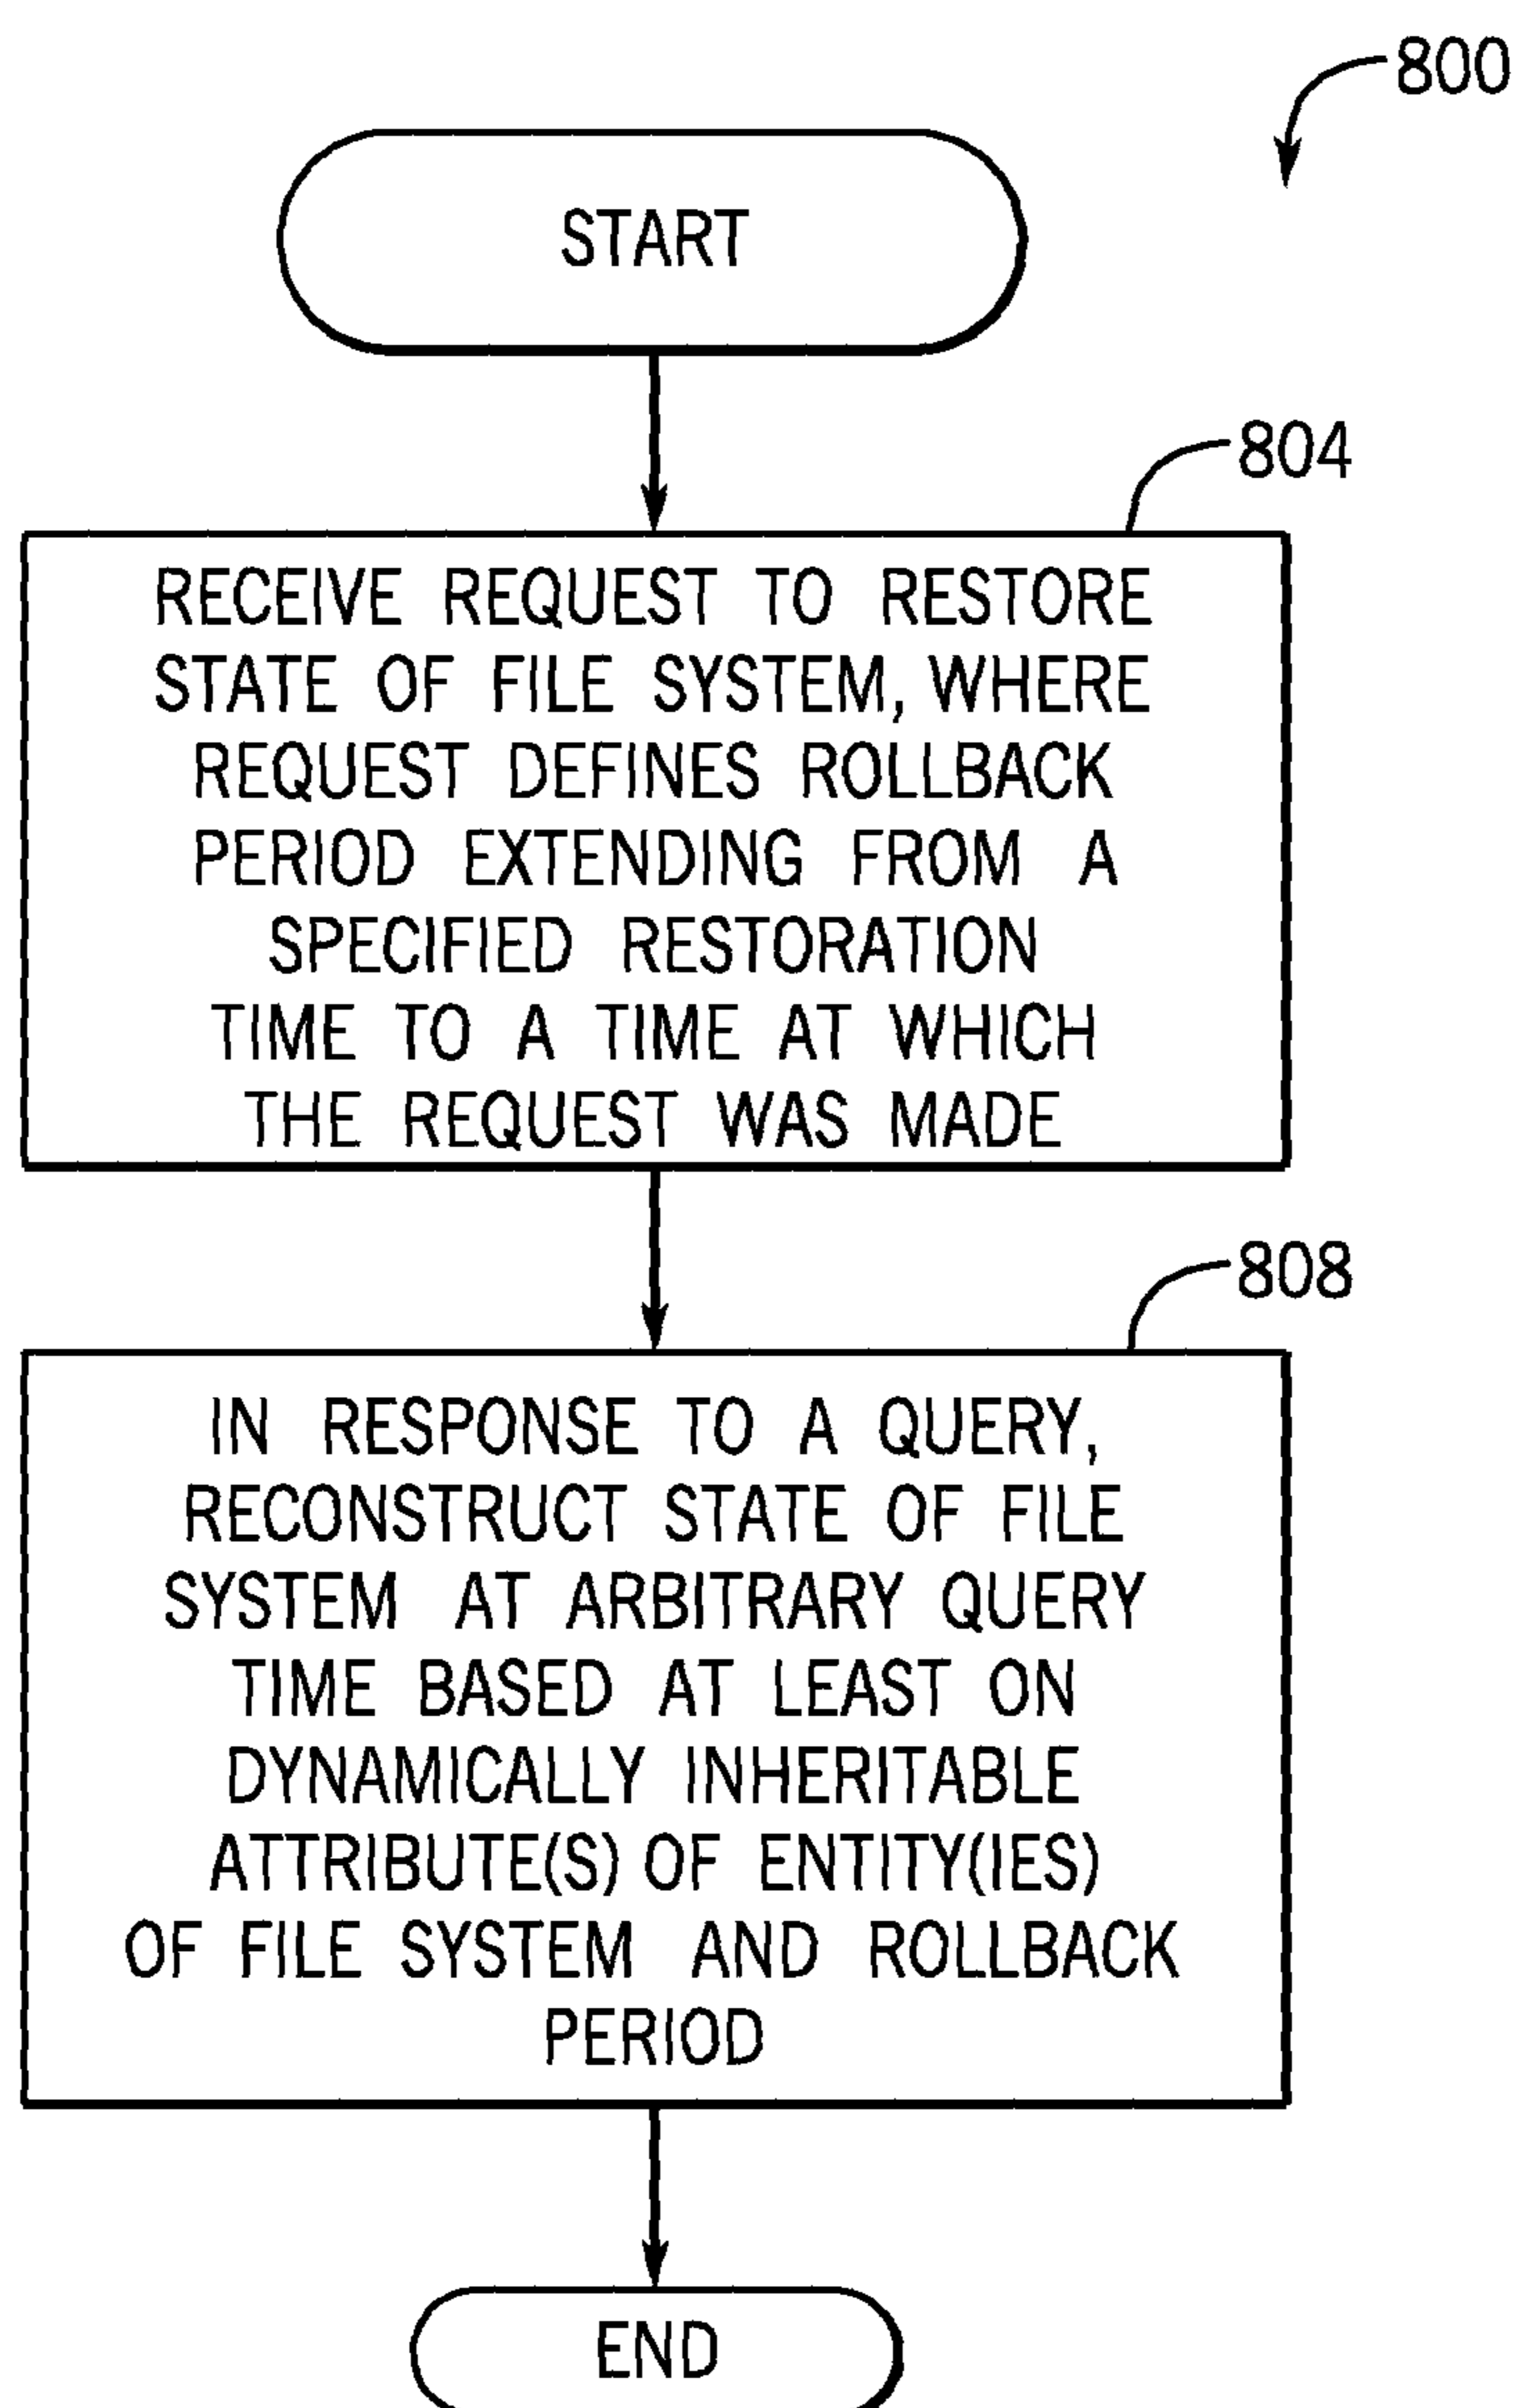 800
START
804
RECEIVE REQUEST TO RESTORE
STATE OF FILE SYSTEM, WHERE
REQUEST DEFINES ROLLBACK
PERIOD EXTENDING FROM A
SPECIFIED RESTORATION
TIME TO A TIME AT WHICH
THE REQUEST WAS MADE
808
IN RESPONSE TO A QUERY,
RECONSTRUCT STATE OF FILE
SYSTEM AT ARBITRARY QUERY
TIME BASED AT LEAST ON
DYNAMICALLY INHERITABLE
ATTRIBUTE(S) OF ENTITY(IES)
OF FILE SYSTEM AND ROLLBACK
PERIOD
END